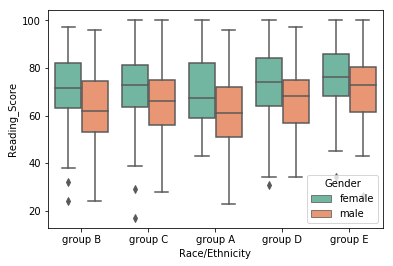 100
80
60
40
20
Reading_Score
group B
group C
group A
group D
group E
Race/Ethnicity
Gender
female
male